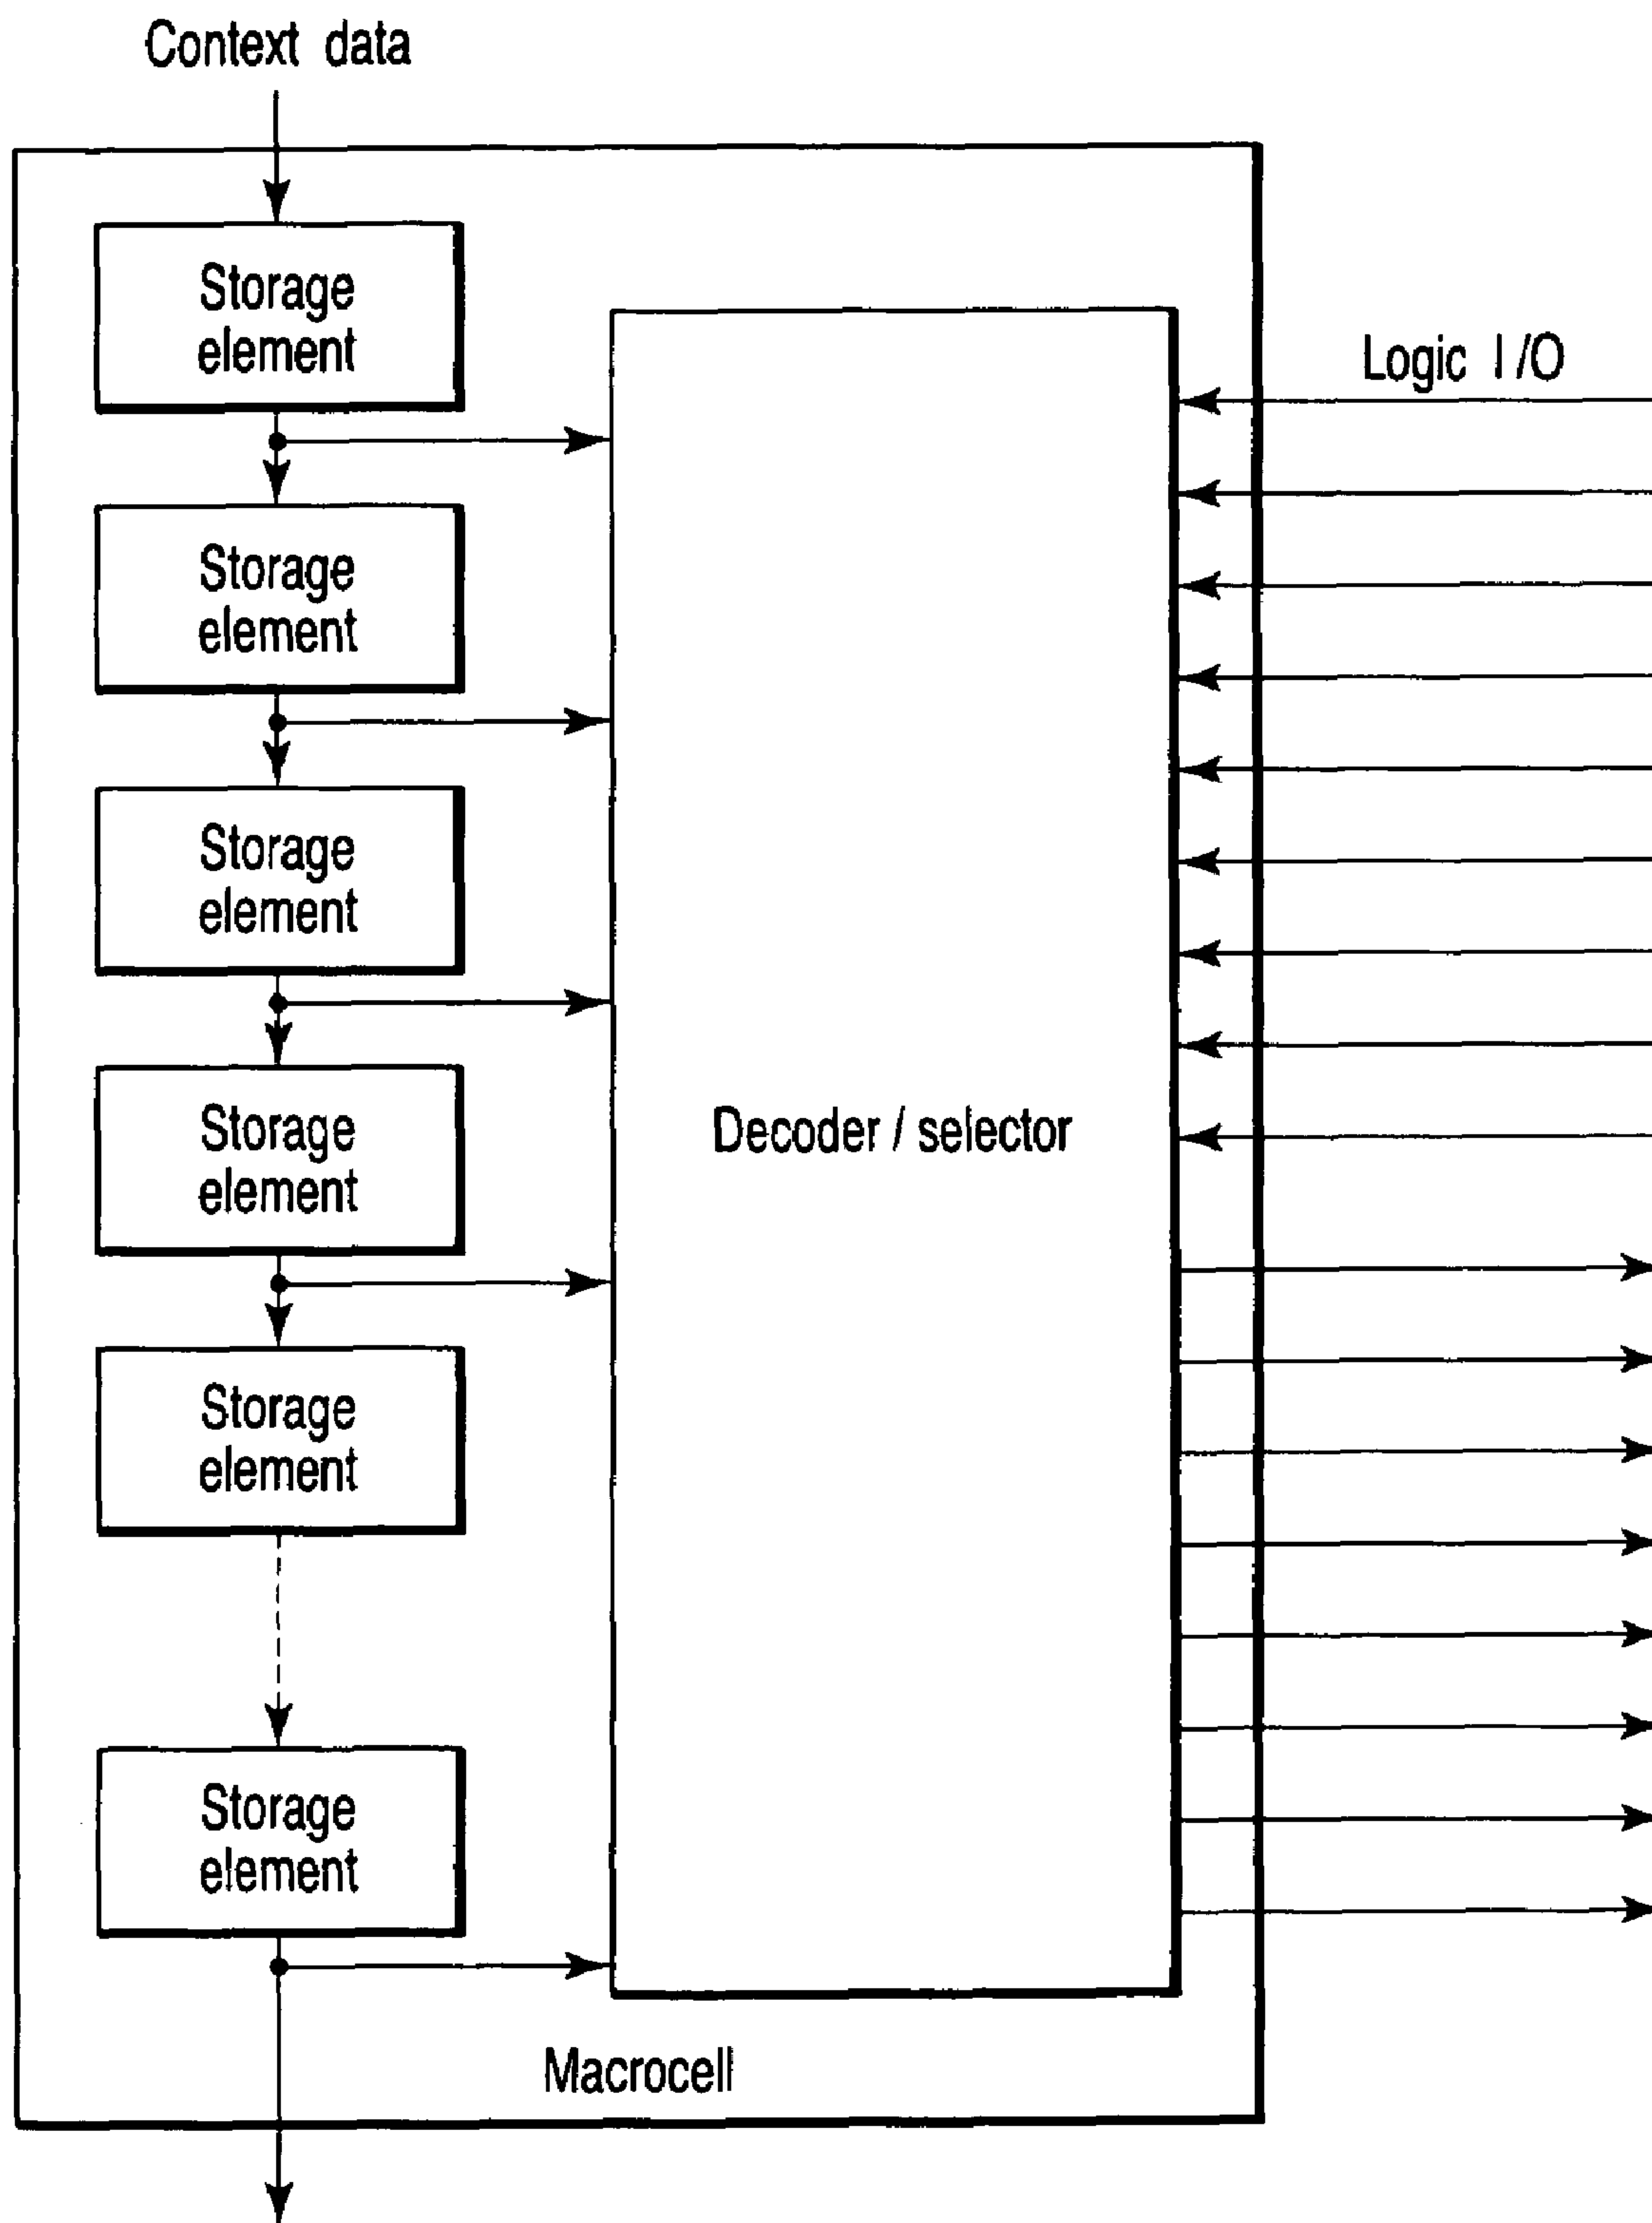 Context data
Storage
element
Logic I/O
Storage
element
Storage
element
Storage
element
Decoder / selector
Storage
element
Storage
element
Macrocell